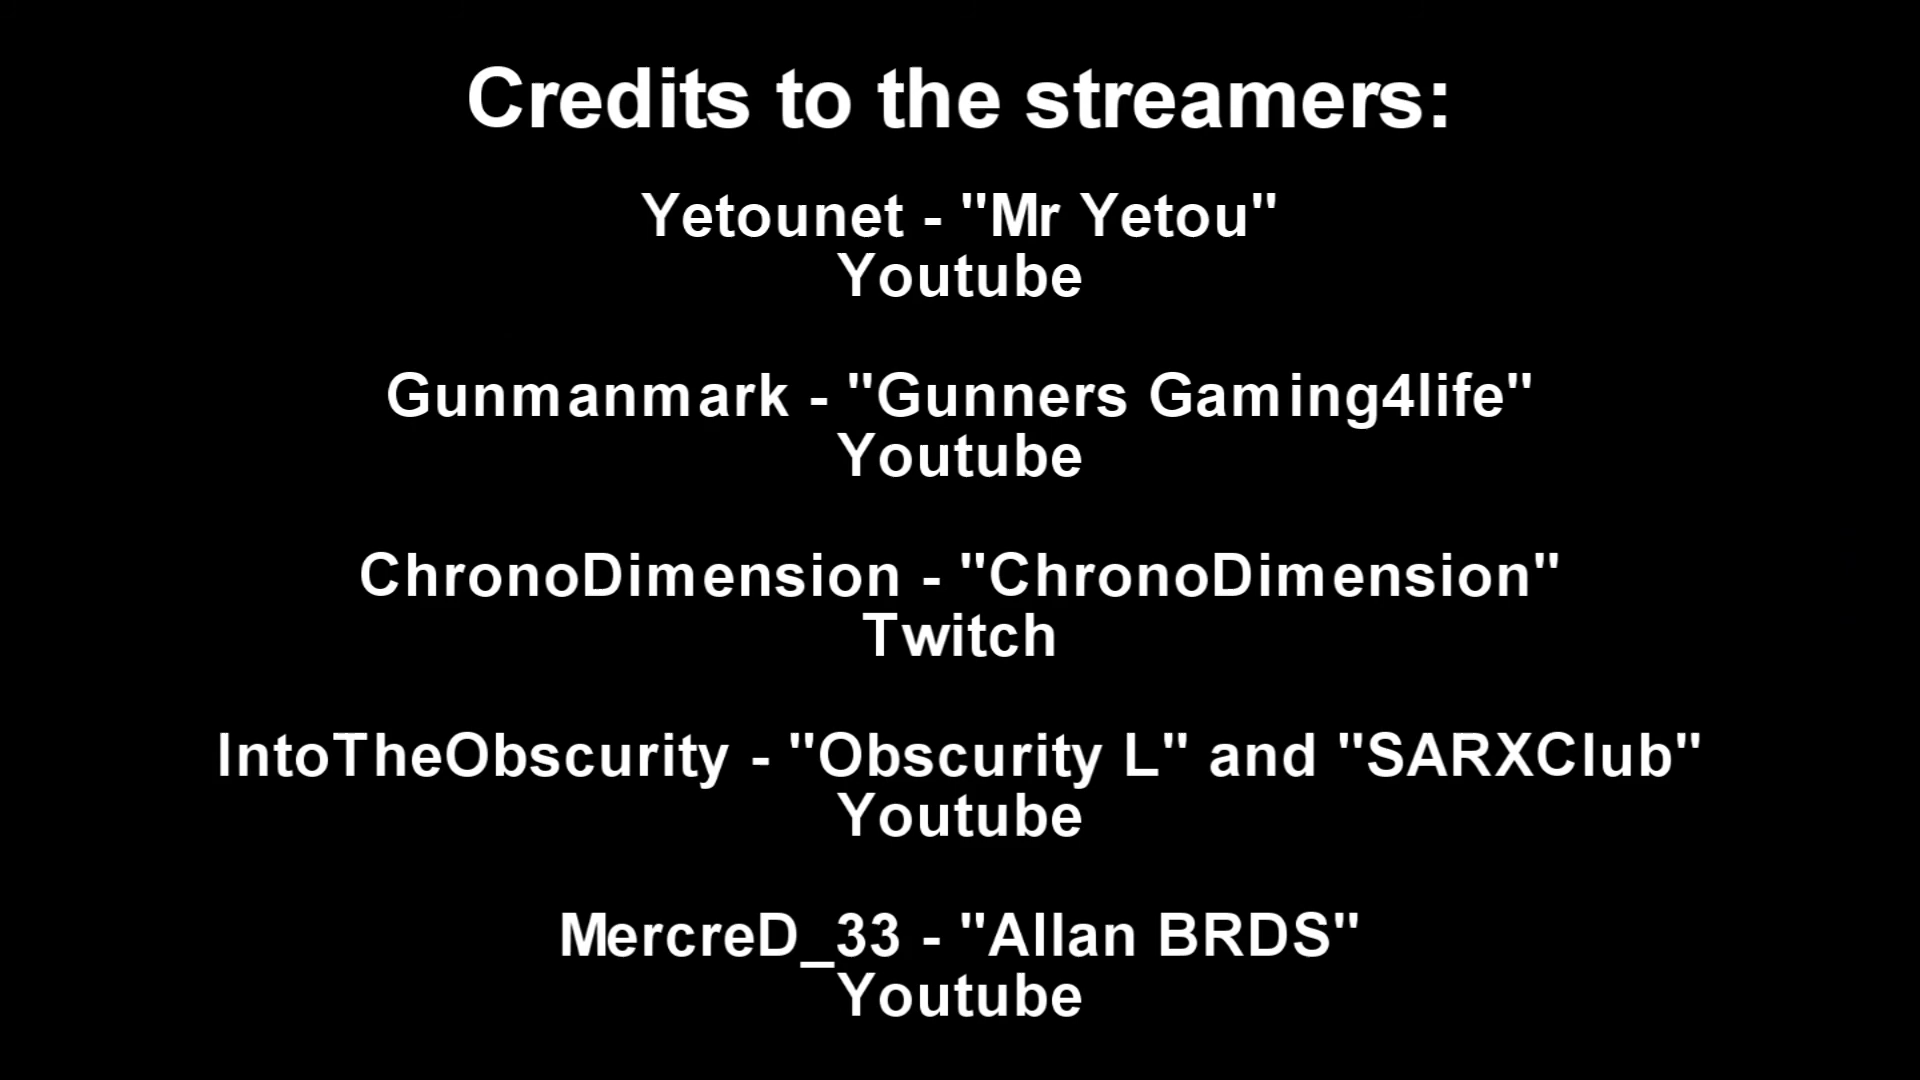 Credits to the streamers:
Yetounet - "Mr Yetou"
Youtube
Gunmanmark - "Gunners Gaming4life"
Youtube
ChronoDimension - "ChronoDimension"
Twitch
IntoTheObscurity - "Obscurity L" and "SARXClub"
Youtube
MercreD_33 - "Allan BRDS"
Youtube